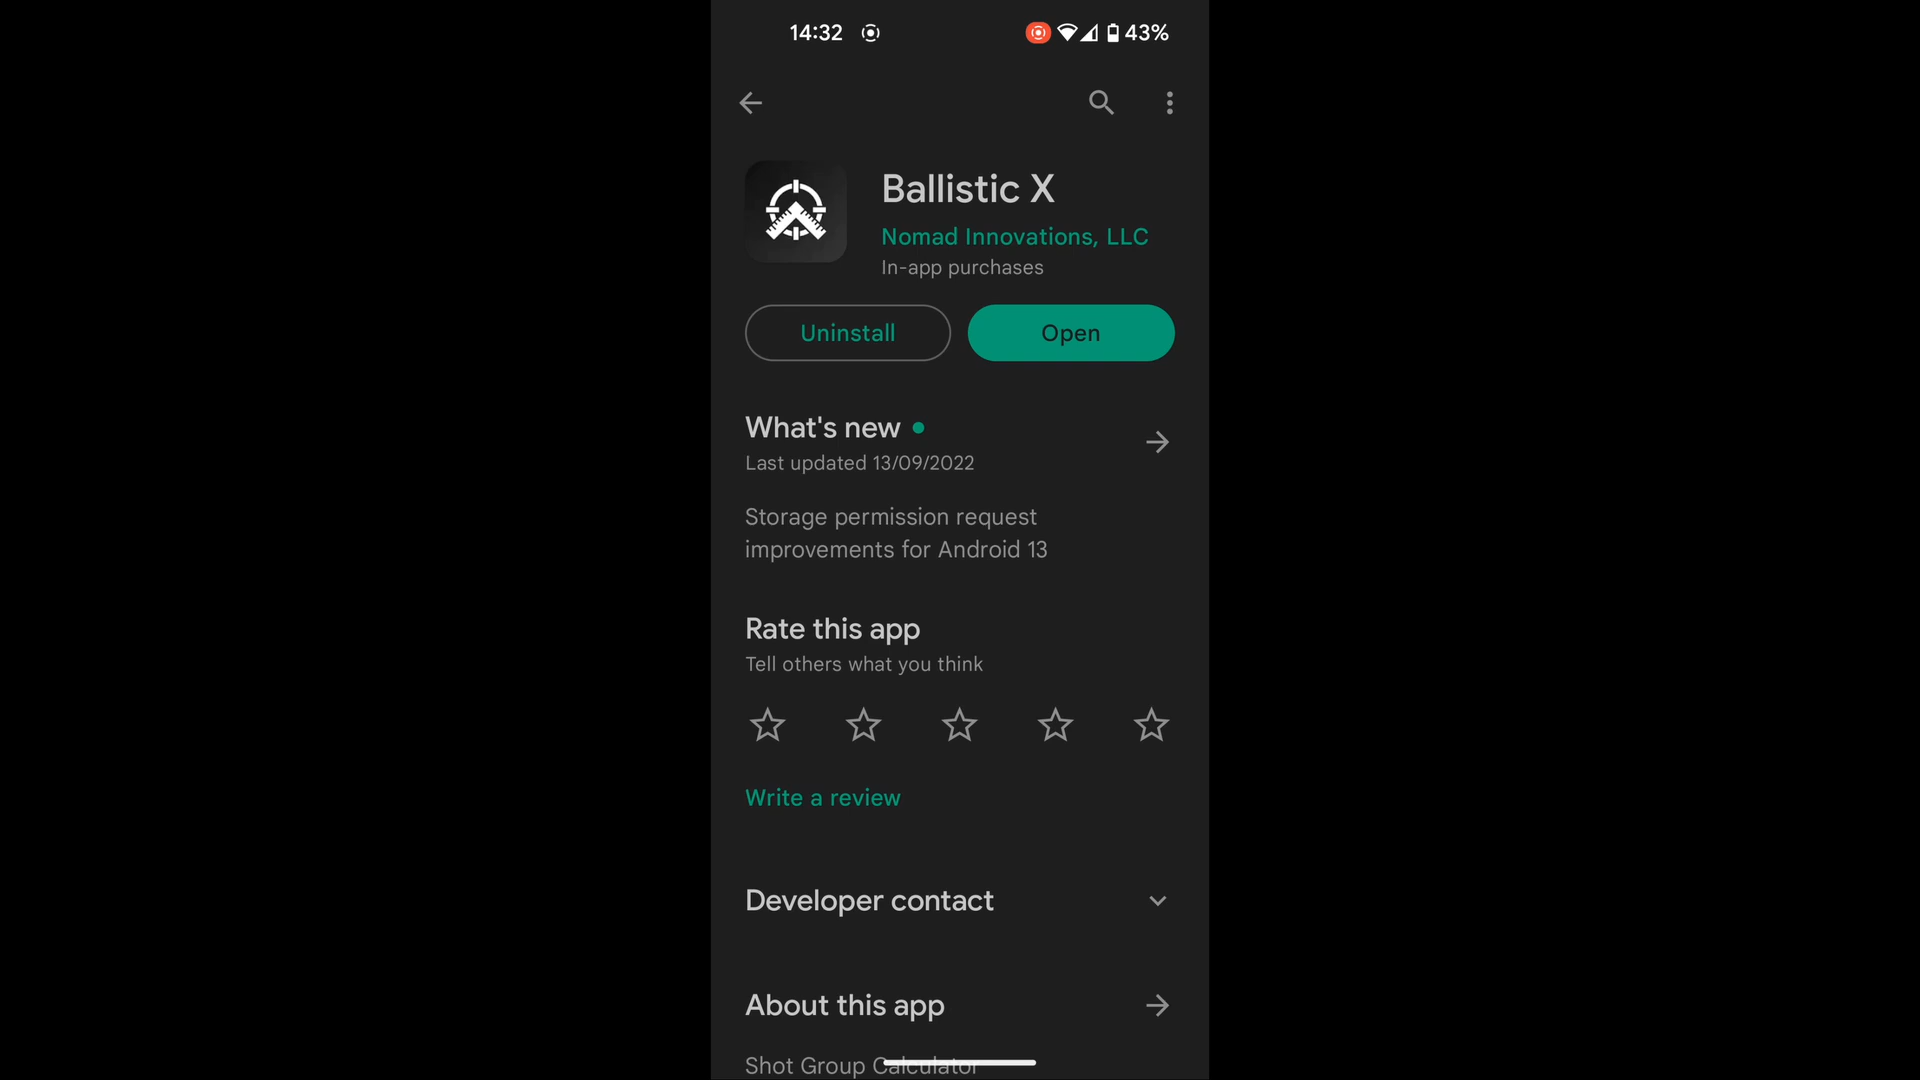 14:32
43%
Ballistic X
Nomad Innovations, LLC
In-app purchases
Uninstall
Open
What's new
Last updated 13/09/2022
Storage permission request
improvements for Android 13
Rate this app
Tell others what you think
Write a review
Developer contact
About this app
Shot Group Calculator